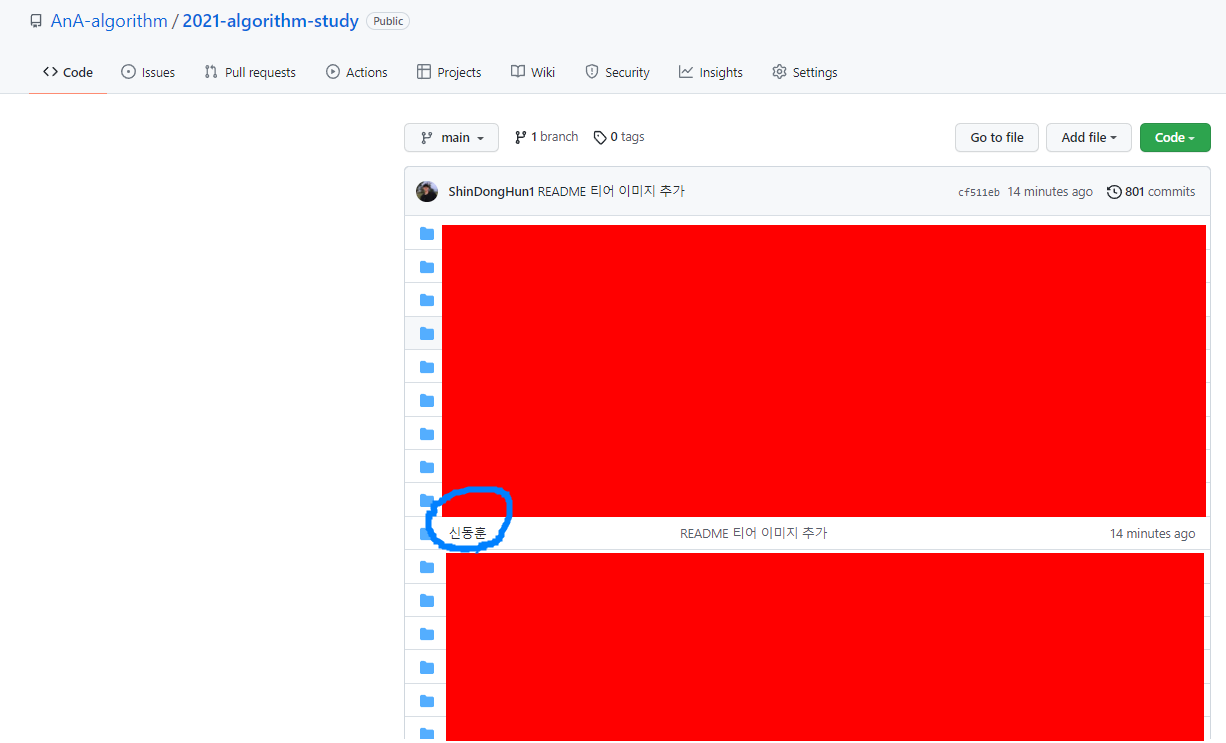 AnA-algorithm / 2021-algorithm-study Public
Code Issues Pull requests Actions Projects Wiki Security Insights Settings
main 1 branch 0 tags Go to file Add file Code
ShinDongHun1 README 티어 이미지 추가 cf511eb 14 minutes ago 801 commits
신동훈 README 티어 이미지 추가 14 minutes ago